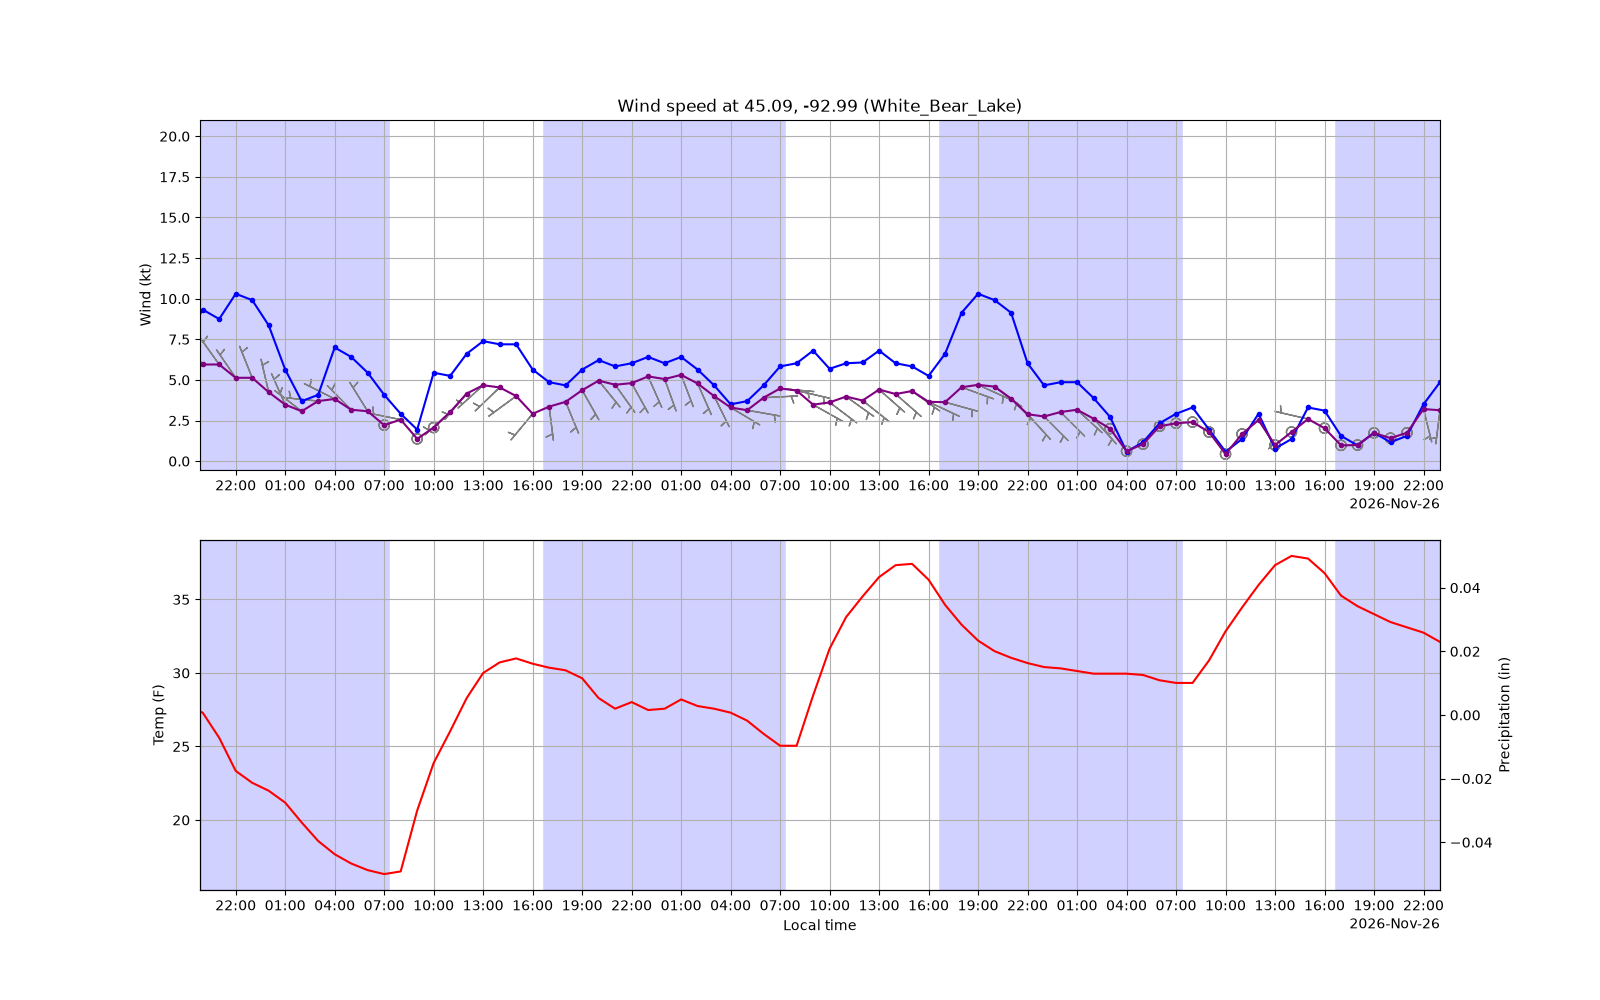 Wind speed at 45.09, -92.99 (White_Bear_Lake)
20.0
17.5
15.0
12.5
10.0
7.5
5.0
2.5
0.0
Wind (kt)
22:00 01:00 04:00 07:00 10:00 13:00 16:00 19:00 22:00 01:00 04:00 07:00 10:00 13:00 16:00 19:00 22:00 01:00 04:00 07:00 10:00 13:00 16:00 19:00 22:00
2026-Nov-26
35
30
25
20
Temp (F)
0.04
0.02
0.00
−0.02
−0.04
Precipitation (in)
22:00 01:00 04:00 07:00 10:00 13:00 16:00 19:00 22:00 01:00 04:00 07:00 10:00 13:00 16:00 19:00 22:00 01:00 04:00 07:00 10:00 13:00 16:00 19:00 22:00
Local time
2026-Nov-26